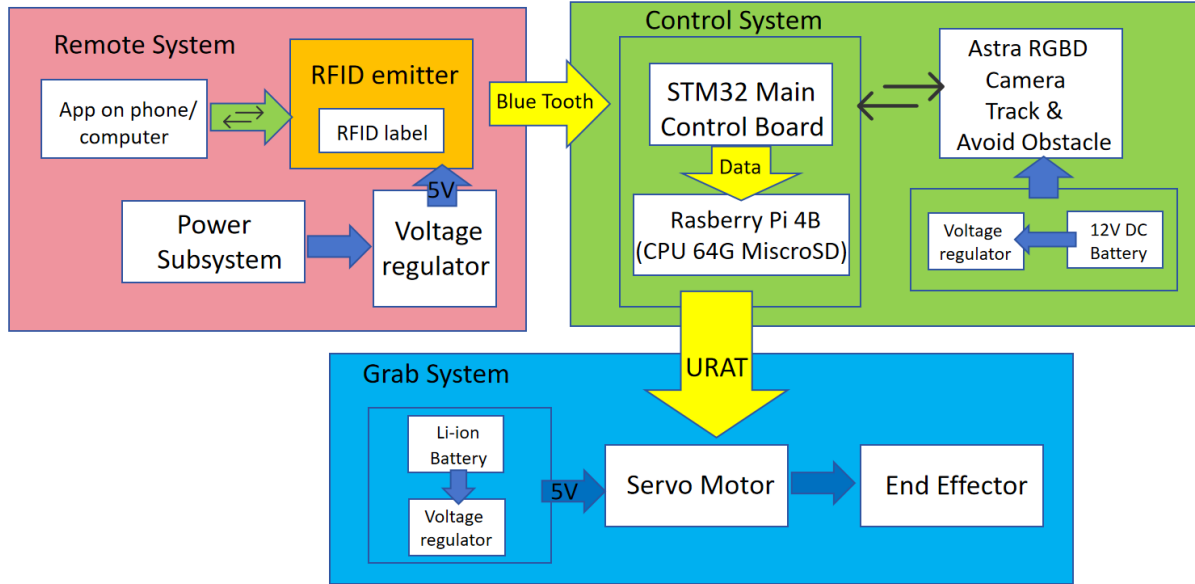 Remote System
App on phone/
computer
RFID emitter
RFID label
5V
Power
Subsystem
Voltage
regulator
Blue Tooth
Control System
STM32 Main
Control Board
Data
Rasberry Pi 4B
(CPU 64G MiscroSD)
Astra RGBD
Camera
Track &
Avoid Obstacle
Voltage
regulator
12V DC
Battery
URAT
Grab System
Li-ion
Battery
Voltage
regulator
5V
Servo Motor
End Effector